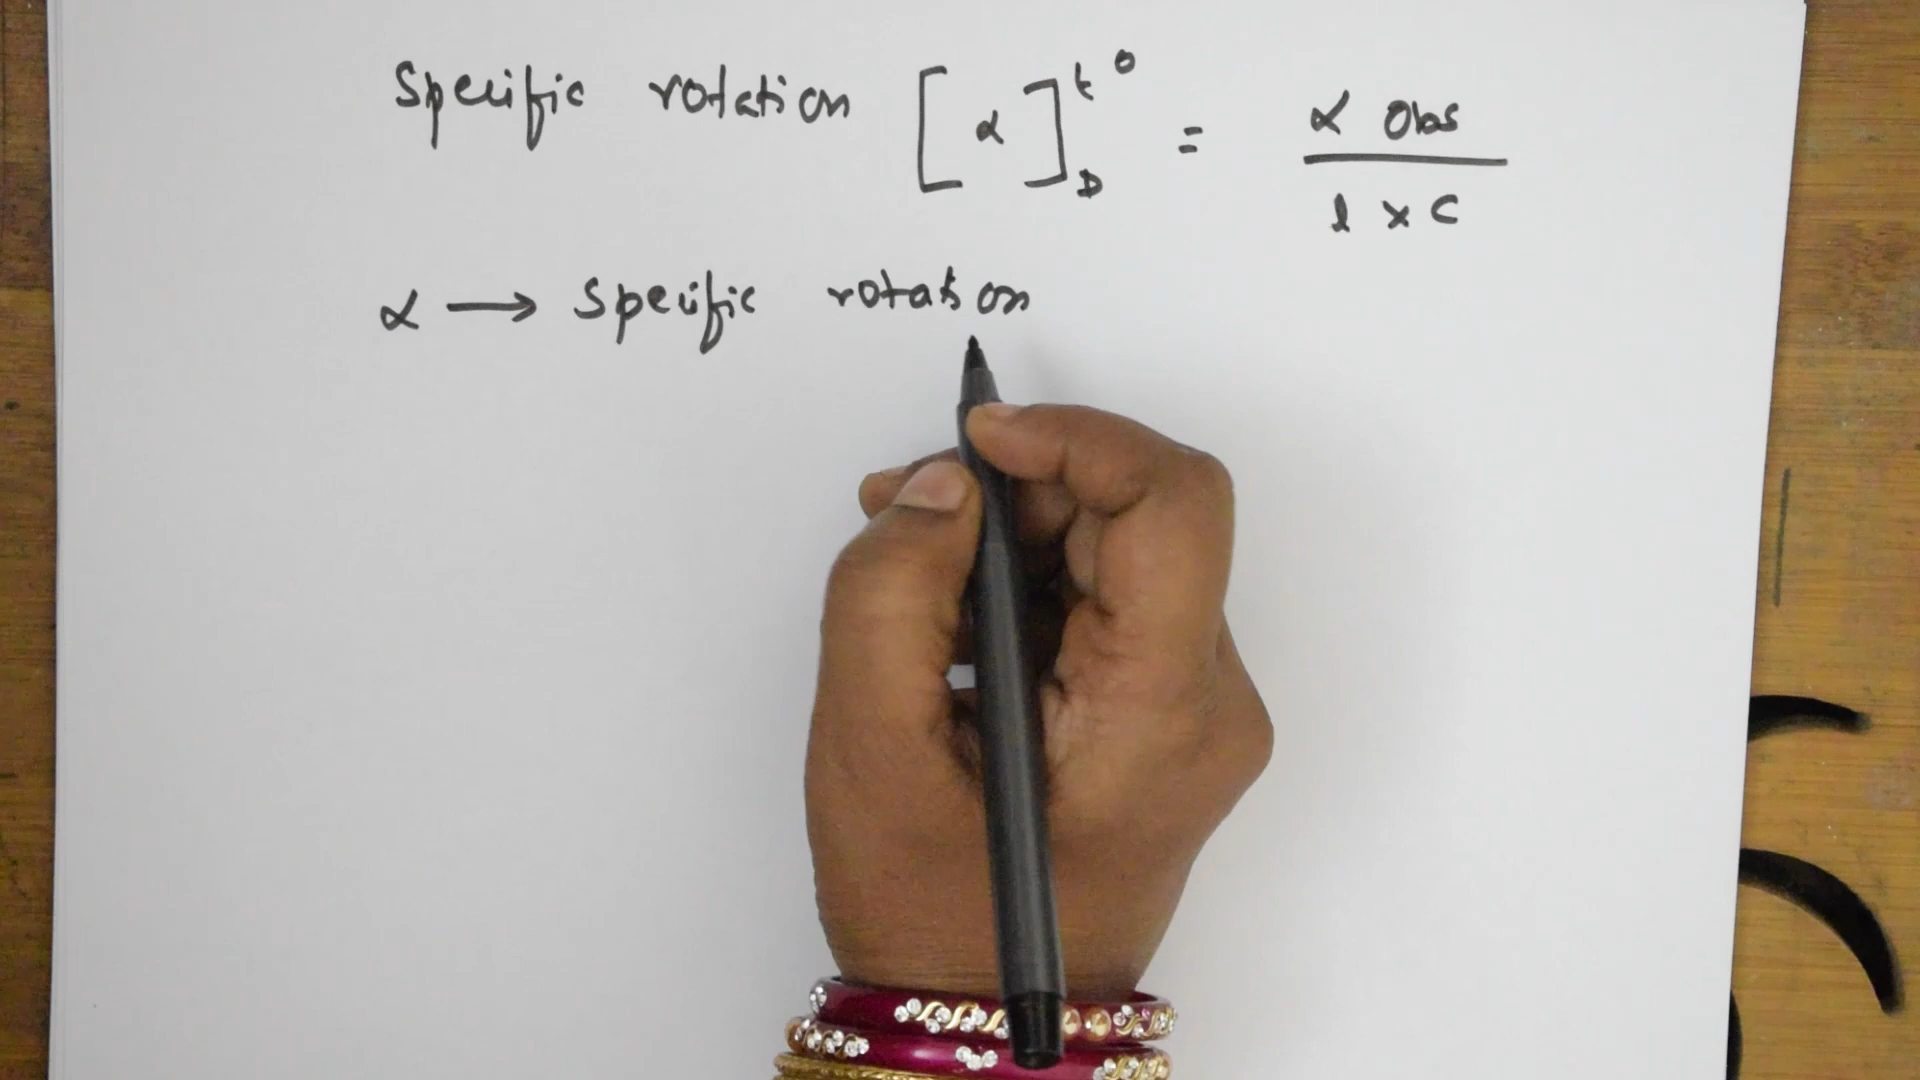 Specific rotation [α]ᵗ°_D = α Obs / l × C
α → Specific rotation